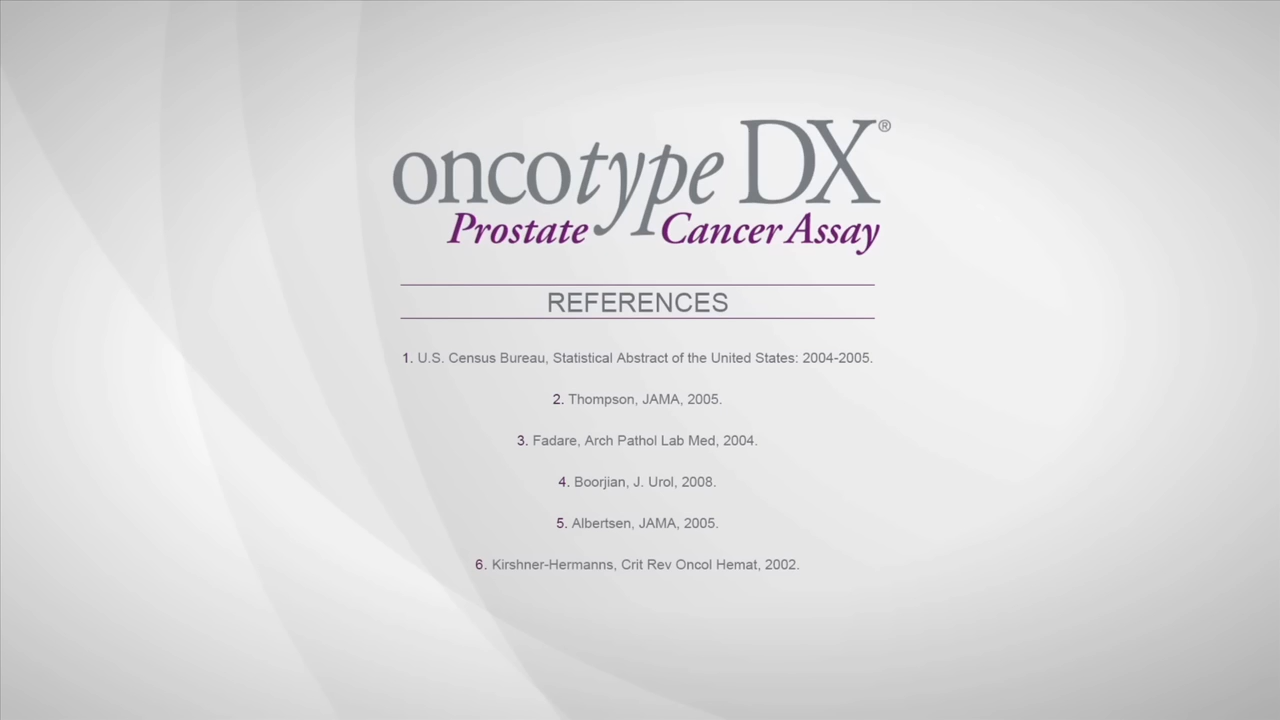 oncotype DX®
Prostate Cancer Assay
REFERENCES
1. U.S. Census Bureau, Statistical Abstract of the United States: 2004-2005.
2. Thompson, JAMA, 2005.
3. Fadare, Arch Pathol Lab Med, 2004.
4. Boorjian, J. Urol, 2008.
5. Albertsen, JAMA, 2005.
6. Kirshner-Hermanns, Crit Rev Oncol Hemat, 2002.